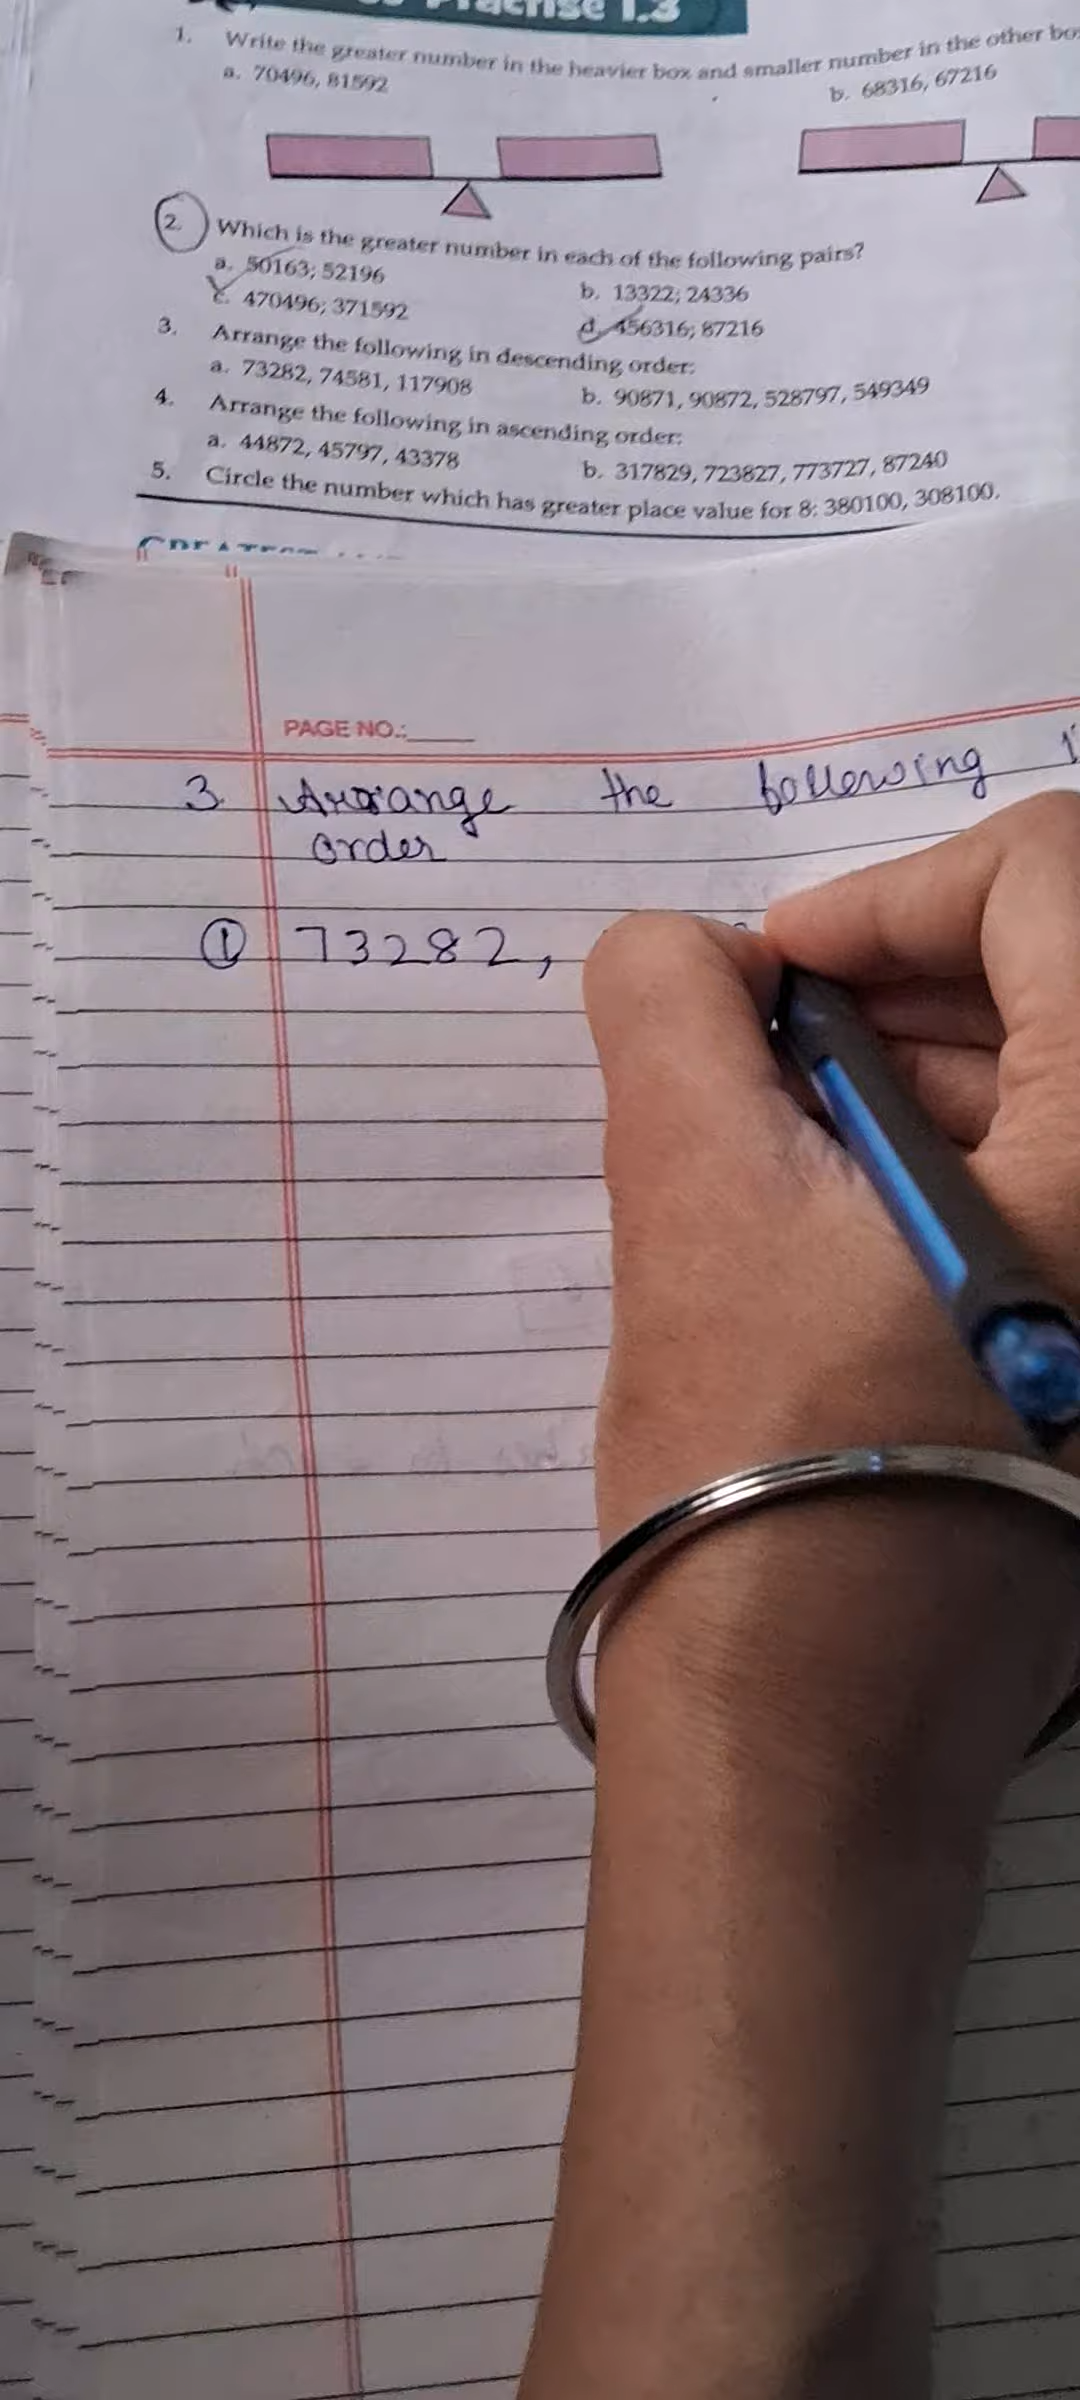 Practise 1.3
1. Write the greater number in the heavier box and smaller number in the other
a. 70496, 81592 b. 68316, 67216
2. Which is the greater number in each of the following pairs?
a. 50163; 52196 b. 13322; 24336
c. 470496; 371592 d. 456316; 87216
3. Arrange the following in descending order:
a. 73282, 74581, 117908 b. 90871, 90872, 528797, 549349
4. Arrange the following in ascending order:
a. 44872, 45797, 43378 b. 317829, 723827, 773727, 87240
5. Circle the number which has greater place value for 8: 380100, 308100.
PAGE NO.:
3. Arrange the following
order
1 73282,